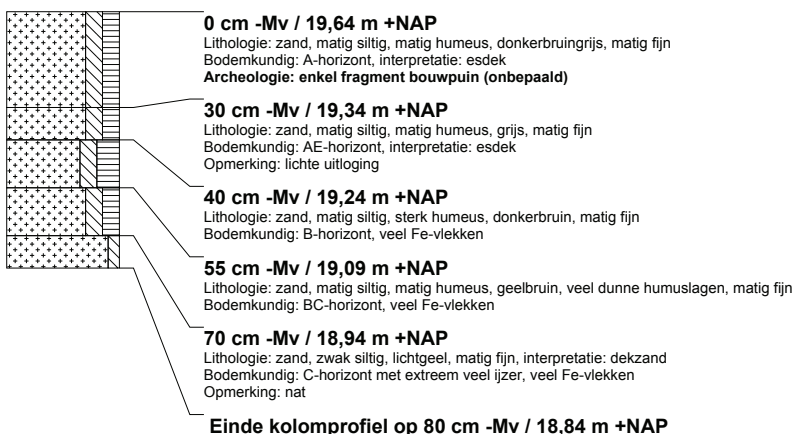 0 cm -Mv / 19,64 m +NAP
Lithologie: zand, matig siltig, matig humeus, donkerbruingrijs, matig fijn
Bodemkundig: A-horizont, interpretatie: esdek
Archeologie: enkel fragment bouwpuin (onbepaald)
30 cm -Mv / 19,34 m +NAP
Lithologie: zand, matig siltig, matig humeus, grijs, matig fijn
Bodemkundig: AE-horizont, interpretatie: esdek
Opmerking: lichte uitloging
40 cm -Mv / 19,24 m +NAP
Lithologie: zand, matig siltig, sterk humeus, donkerbruin, matig fijn
Bodemkundig: B-horizont, veel Fe-vlekken
55 cm -Mv / 19,09 m +NAP
Lithologie: zand, matig siltig, matig humeus, geelbruin, veel dunne humuslagen, matig fijn
Bodemkundig: BC-horizont, veel Fe-vlekken
70 cm -Mv / 18,94 m +NAP
Lithologie: zand, zwak siltig, lichtgeel, matig fijn, interpretatie: dekzand
Bodemkundig: C-horizont met extreem veel ijzer, veel Fe-vlekken
Opmerking: nat
Einde kolomprofiel op 80 cm -Mv / 18,84 m +NAP